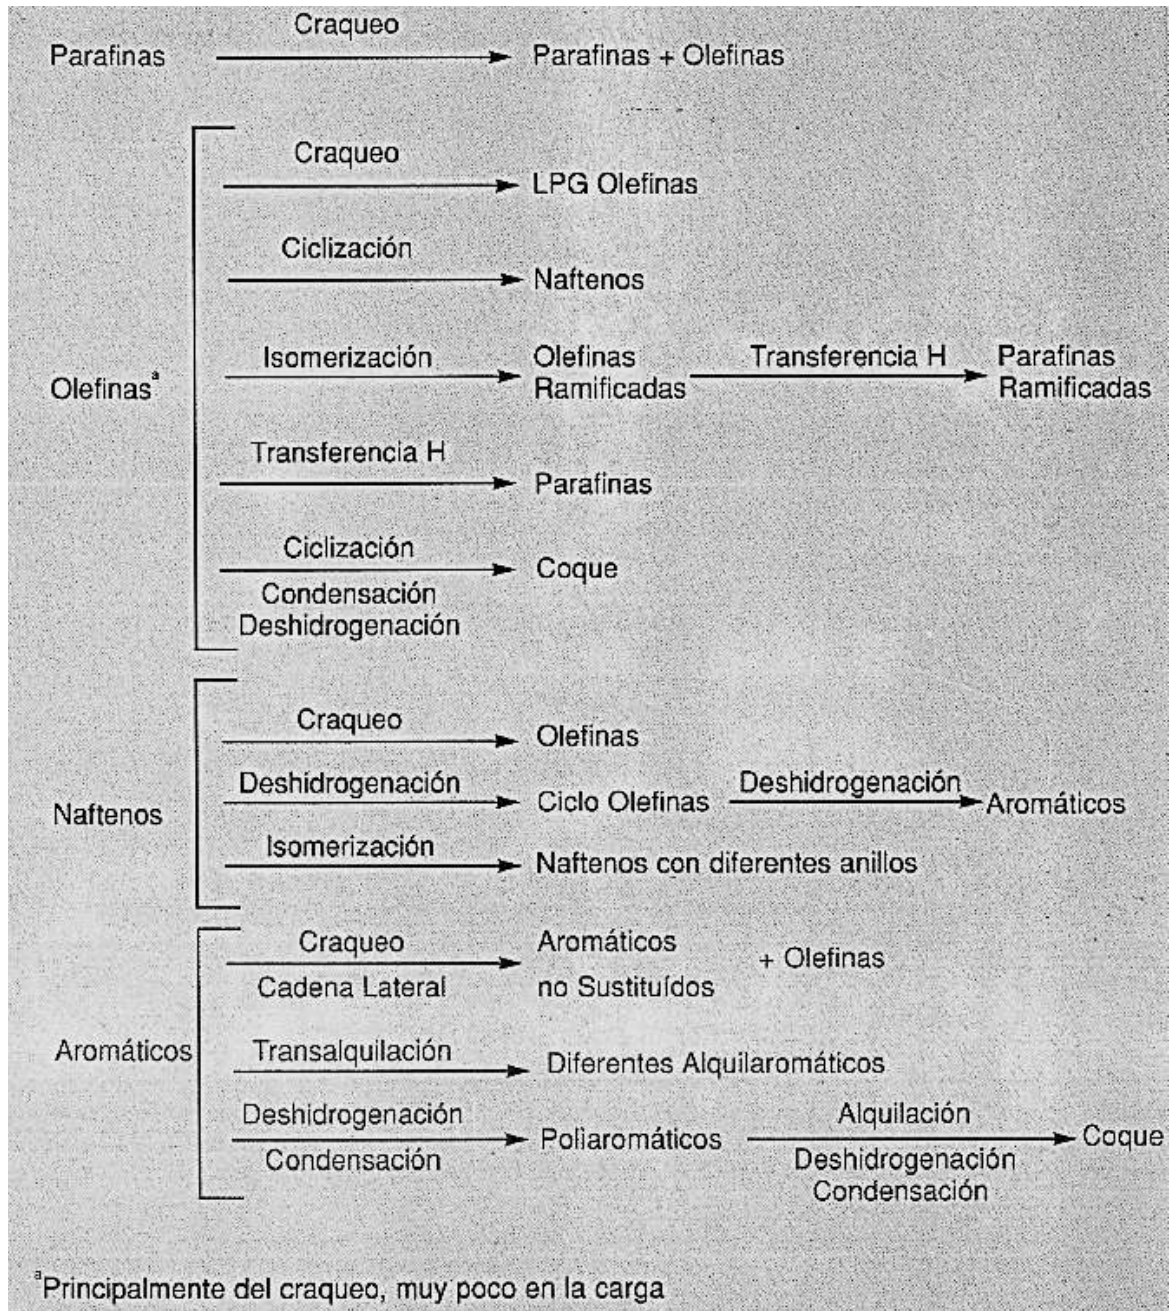 Craqueo
Parafinas
Parafinas + Olefinas
Olefinasª
Craqueo
LPG Olefinas
Ciclización
Naftenos
Isomerización
Olefinas
Ramificadas
Transferencia H
Parafinas
Ramificadas
Transferencia H
Parafinas
Ciclización
Condensación
Deshidrogenación
Coque
Naftenos
Craqueo
Olefinas
Deshidrogenación
Ciclo Olefinas
Deshidrogenación
Aromáticos
Isomerización
Naftenos con diferentes anillos
Aromáticos
Craqueo
Cadena Lateral
Aromáticos
no Sustituídos
+ Olefinas
Transalquilación
Diferentes Alquilaromáticos
Deshidrogenación
Condensación
Poliaromáticos
Alquilación
Deshidrogenación
Condensación
Coque
ªPrincipalmente del craqueo, muy poco en la carga